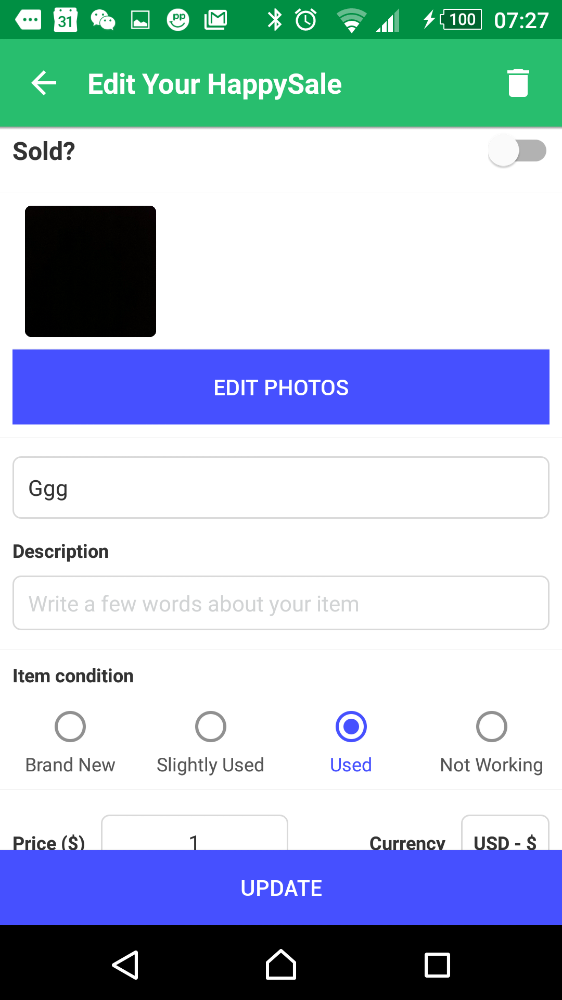 31
pp
100
07:27
Edit Your HappySale
Sold?
EDIT PHOTOS
Ggg
Description
Write a few words about your item
Item condition
Brand New Slightly Used Used Not Working
Price ($) 1 Currency USD - $
UPDATE